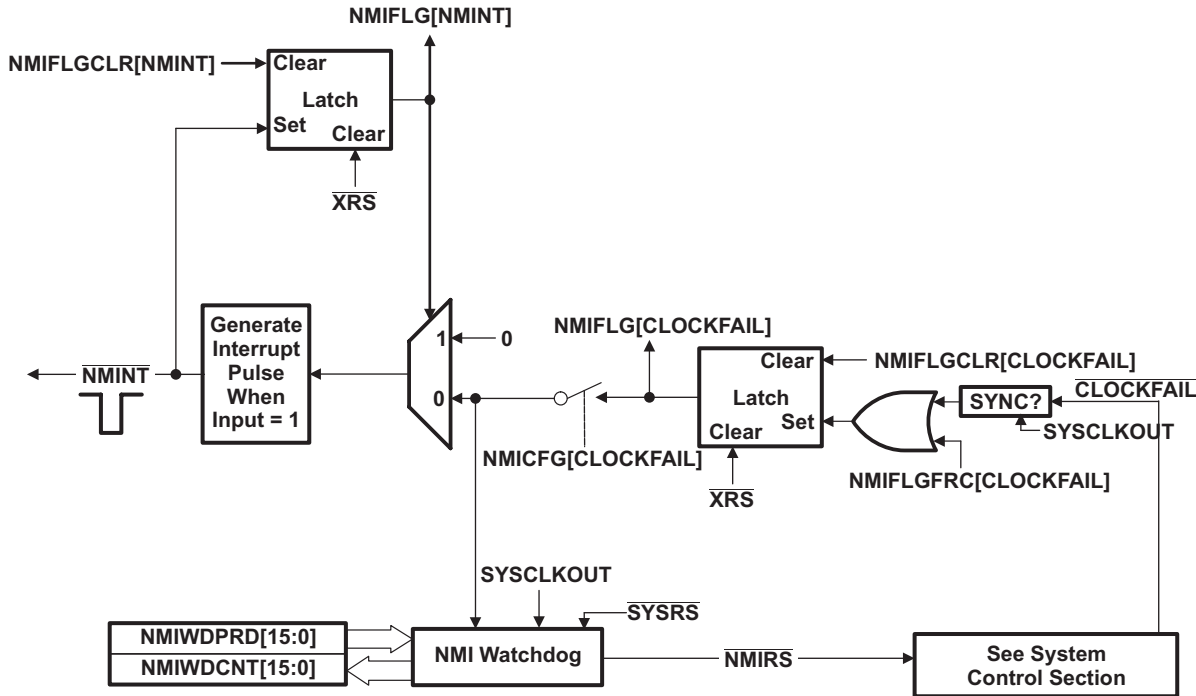 NMIFLG[NMINT]
NMIFLGCLR[NMINT]
Clear
Latch
Set
Clear
XRS
Generate
Interrupt
Pulse
When
Input = 1
NMINT
1
0
0
NMIFLG[CLOCKFAIL]
NMICFG[CLOCKFAIL]
Clear
Latch
Set
Clear
XRS
NMIFLGCLR[CLOCKFAIL]
CLOCKFAIL
SYNC?
SYSCLKOUT
NMIFLGFRC[CLOCKFAIL]
SYSCLKOUT
SYSRS
NMIWDPRD[15:0]
NMIWDCNT[15:0]
NMI Watchdog
NMIRS
See System
Control Section